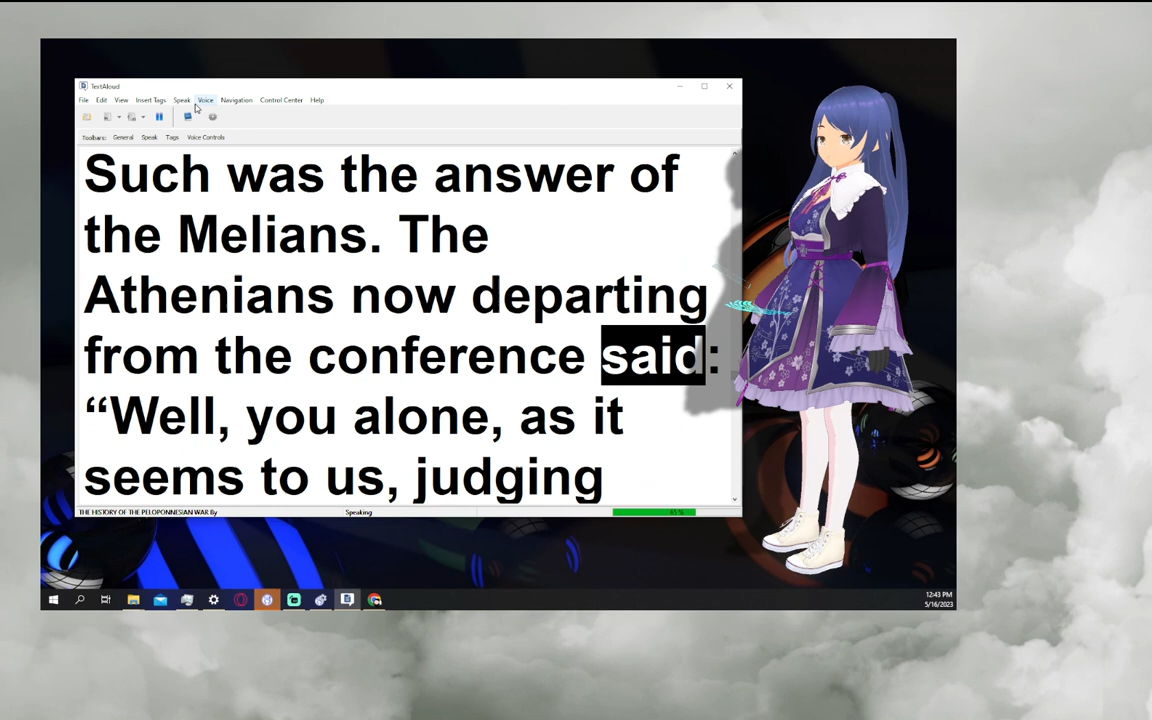 TextAloud
File Edit View Insert Tags Speak Voice Navigation Control Center Help
Toolbars: General Speak Tags Voice Controls
Such was the answer of
the Melians. The
Athenians now departing
from the conference said:
“Well, you alone, as it
seems to us, judging
THE HISTORY OF THE PELOPONNESIAN WAR By Speaking 65 %
12:43 PM
5/16/2023